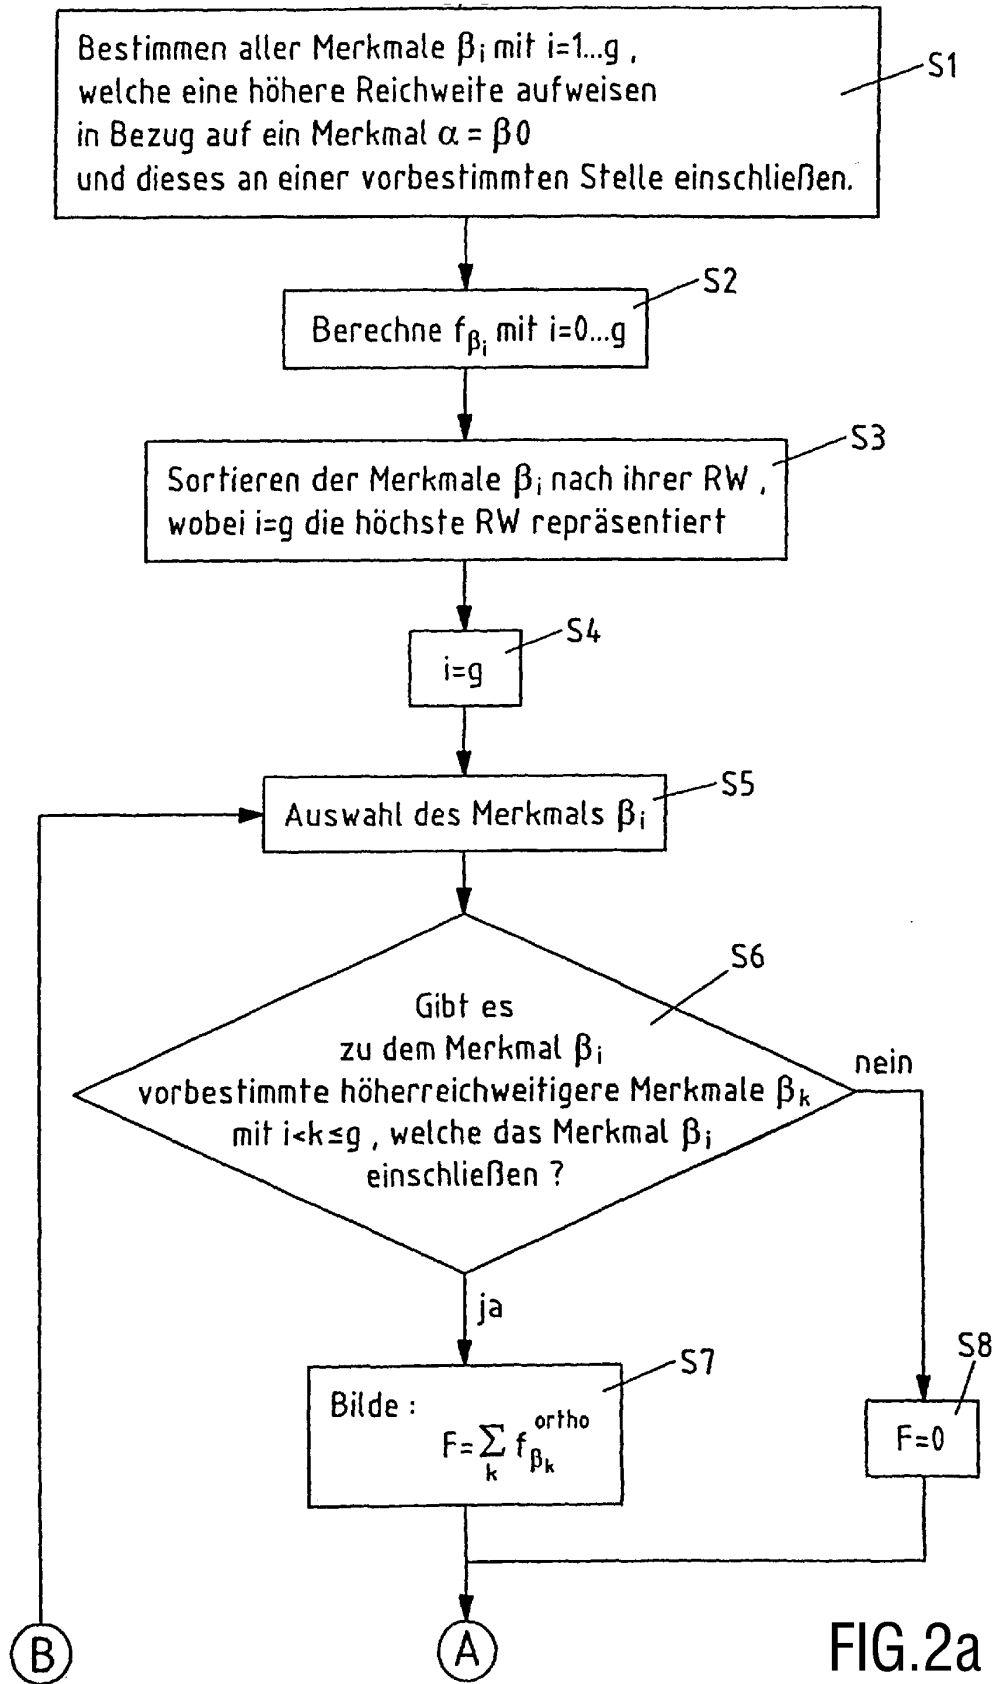 Bestimmen aller Merkmale βi mit i=1...g ,
welche eine höhere Reichweite aufweisen
in Bezug auf ein Merkmal α = β0
und dieses an einer vorbestimmten Stelle einschließen.
S1
S2
Berechne fβi mit i=0...g
S3
Sortieren der Merkmale βi nach ihrer RW ,
wobei i=g die höchste RW repräsentiert
S4
i=g
S5
Auswahl des Merkmals βi
S6
Gibt es
zu dem Merkmal βi
vorbestimmte höherreichweitigere Merkmale βk
mit i<k≤g , welche das Merkmal βi
einschließen ?
nein
ja
S7
Bilde :
F=∑k fβk^ortho
S8
F=0
B
A
FIG.2a